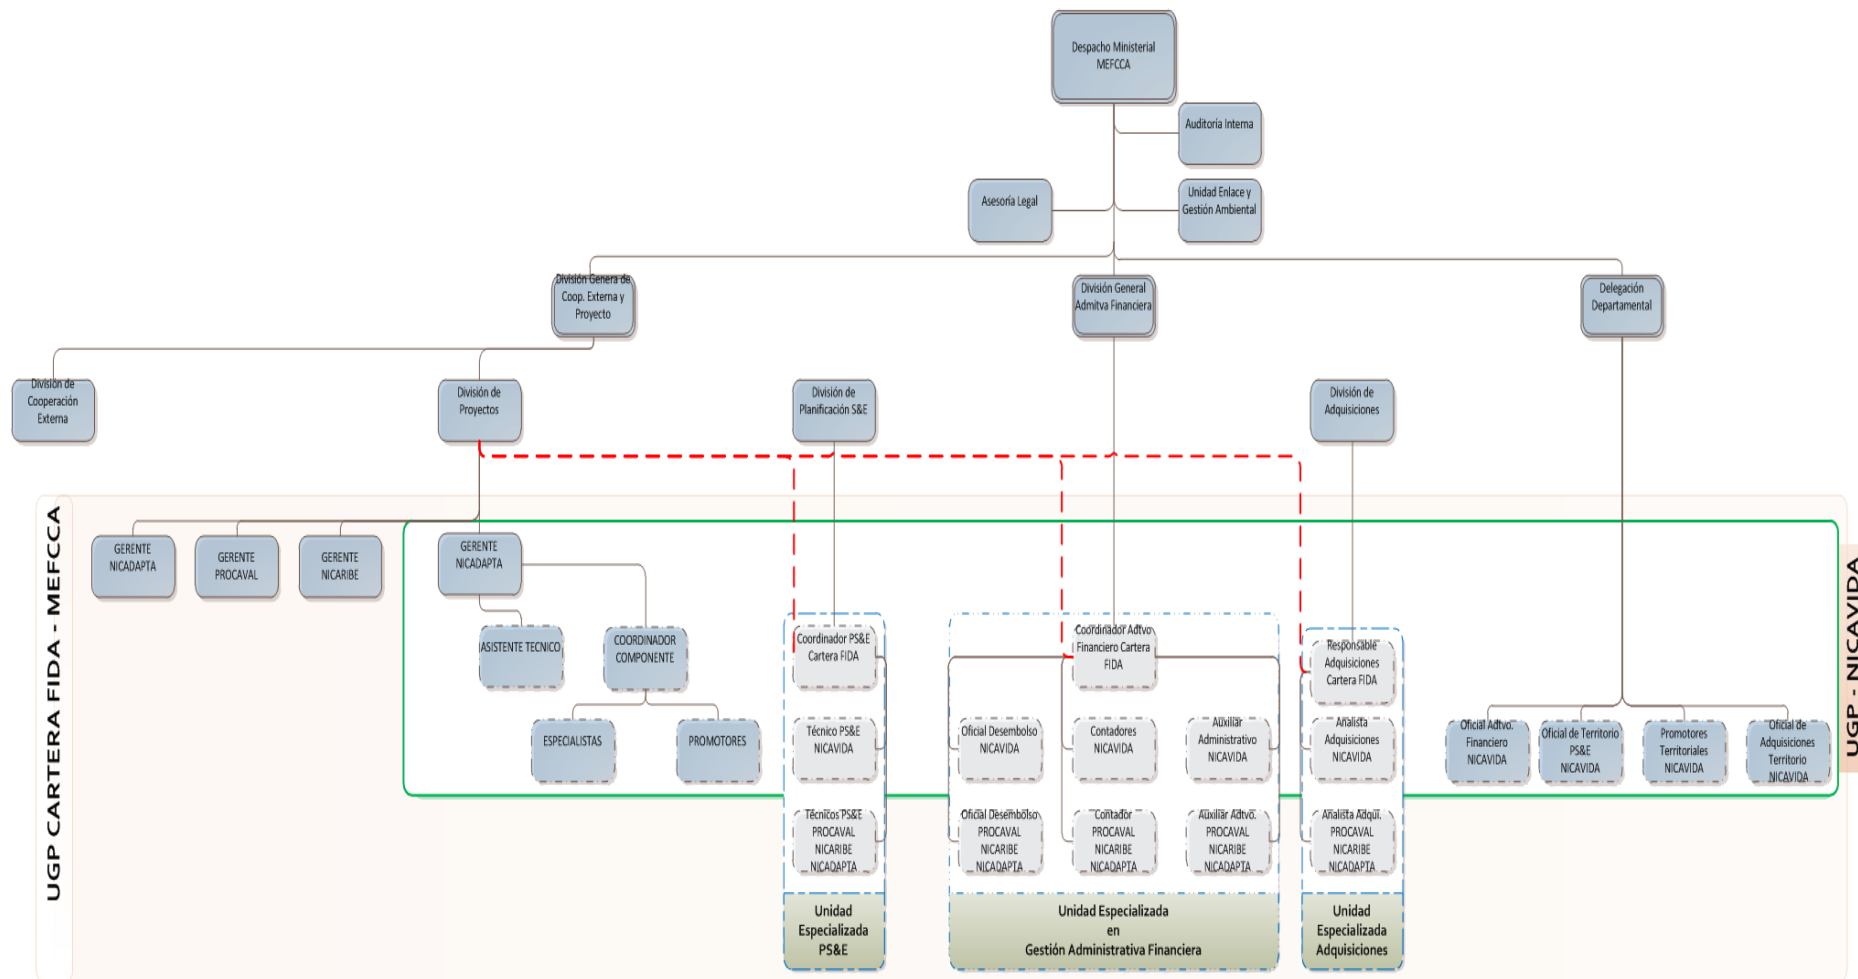 Despacho Ministerial
MEFCCA
Auditoría Interna
Asesoría Legal
Unidad Enlace y
Gestión Ambiental
División Genera de
Coop. Externa y
Proyecto
División General
Admitva Financiera
Delegación
Departamental
División de
Cooperación
Externa
División de
Proyectos
División de
Planificación S&E
División de
Adquisiciones
UGP CARTERA FIDA - MEFCCA
GERENTE
NICADAPTA
GERENTE
PROCAVAL
GERENTE
NICARIBE
GERENTE
NICADAPTA
UGP - NICAVIDA
ASISTENTE TECNICO
COORDINADOR
COMPONENTE
Coordinador PS&E
Cartera FIDA
Coordinador Adtvo
Financiero Cartera
FIDA
Responsable
Adquisiciones
Cartera FIDA
ESPECIALISTAS
PROMOTORES
Técnico PS&E
NICAVIDA
Oficial Desembolso
NICAVIDA
Contadores
NICAVIDA
Auxiliar
Administrativo
NICAVIDA
Analista
Adquisiciones
NICAVIDA
Oficial Adtvo.
Financiero
NICAVIDA
Oficial de Territorio
PS&E
NICAVIDA
Promotores
Territoriales
NICAVIDA
Oficial de
Adquisiciones
Territorio
NICAVIDA
Técnicos PS&E
PROCAVAL
NICARIBE
NICADAPTA
Oficial Desembolso
PROCAVAL
NICARIBE
NICADAPTA
Contador
PROCAVAL
NICARIBE
NICADAPTA
Auxiliar Adtvo.
PROCAVAL
NICARIBE
NICADAPTA
Analista Adqui.
PROCAVAL
NICARIBE
NICADAPTA
Unidad
Especializada
PS&E
Unidad Especializada
en
Gestión Administrativa Financiera
Unidad
Especializada
Adquisiciones